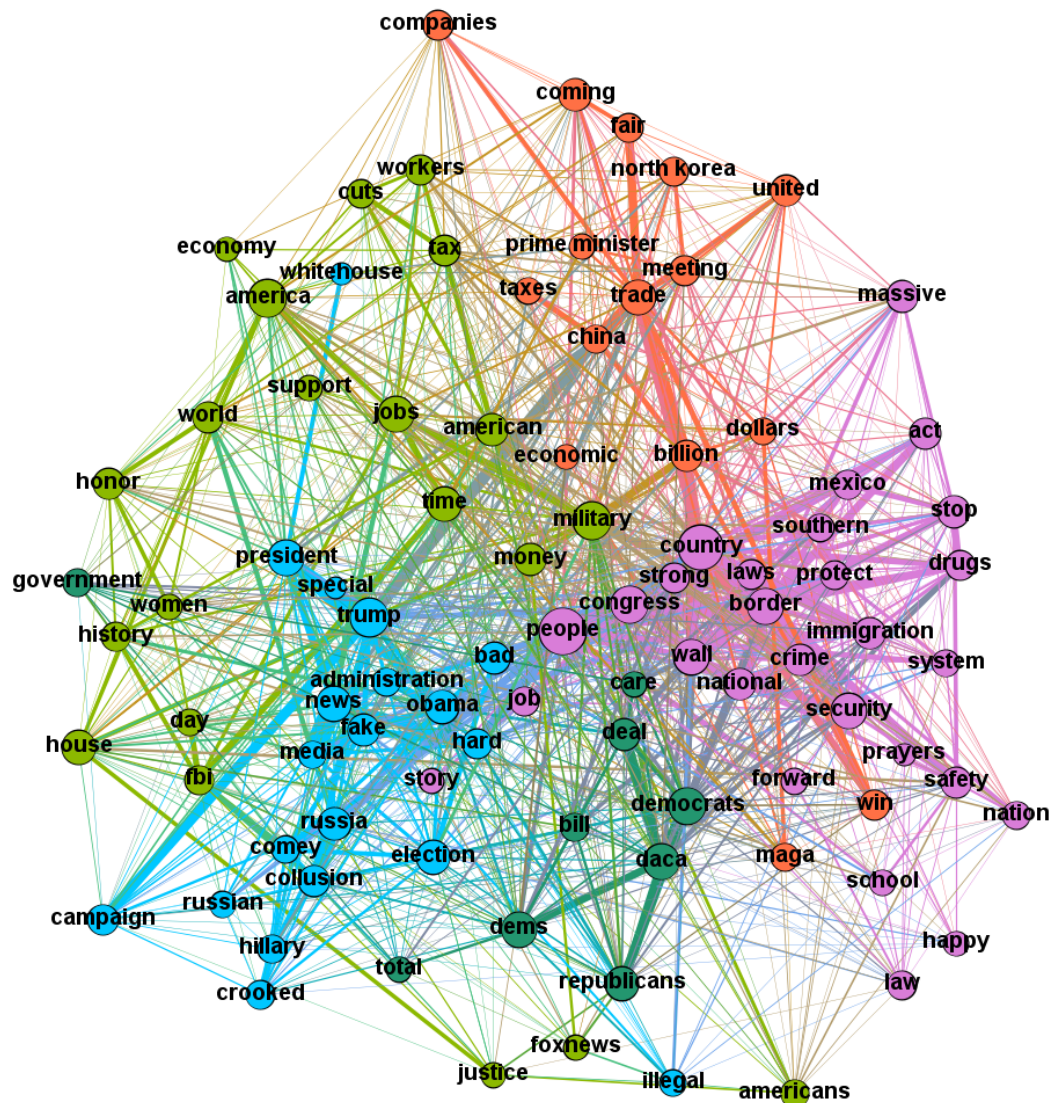 companies
coming
fair
workers
north korea
cuts
united
economy
tax
prime minister
whitehouse
meeting
america
taxes
trade
massive
china
support
world
jobs
american
dollars
act
economic
billion
honor
mexico
time
military
southern
stop
president
money
country
government
special
strong
laws
protect
drugs
women
trump
congress
border
history
people
immigration
bad
wall
crime
system
administration
care
national
news
obama
job
security
day
fake
deal
house
media
hard
prayers
fbi
story
forward
safety
democrats
win
nation
russia
bill
comey
election
daca
maga
collusion
school
russian
campaign
dems
hillary
happy
total
crooked
republicans
law
foxnews
justice
illegal
americans